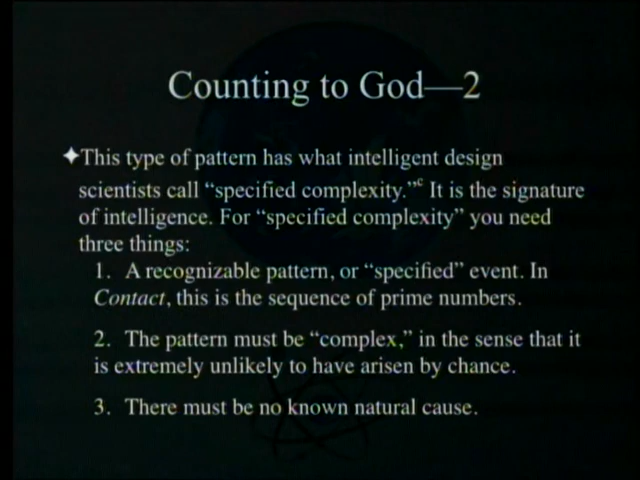 Counting to God—2
✦This type of pattern has what intelligent design
scientists call “specified complexity.”ᶜ It is the signature
of intelligence. For “specified complexity” you need
three things:
1. A recognizable pattern, or “specified” event. In
Contact, this is the sequence of prime numbers.
2. The pattern must be “complex,” in the sense that it
is extremely unlikely to have arisen by chance.
3. There must be no known natural cause.